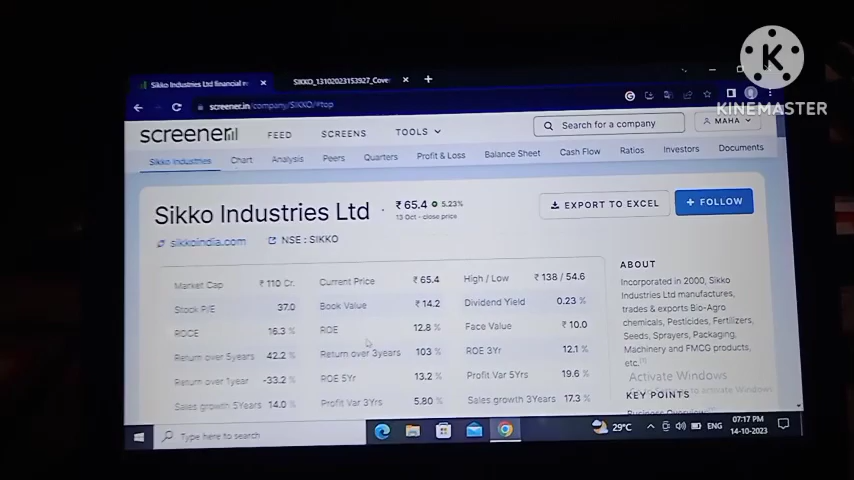 Sikko Industries Ltd financial r
SIKKO_13102023153927_Cove
screener.in/company/SIKKO/#top
K
KINEMASTER
screener
FEED
SCREENS
TOOLS
Search for a company
MAHA
Sikko Industries
Chart
Analysis
Peers
Quarters
Profit & Loss
Balance Sheet
Cash Flow
Ratios
Investors
Documents
Sikko Industries Ltd
₹ 65.4 5.23%
13 Oct - close price
EXPORT TO EXCEL
+ FOLLOW
sikkoindia.com
NSE : SIKKO
Market Cap ₹ 110 Cr. Current Price ₹ 65.4 High / Low ₹ 138 / 54.6
Stock P/E 37.0 Book Value ₹ 14.2 Dividend Yield 0.23 %
ROCE 16.3 % ROE 12.8 % Face Value ₹ 10.0
Return over 5years 42.2 % Return over 3years 103 % ROE 3Yr 12.1 %
Return over 1year -33.2 % ROE 5Yr 13.2 % Profit Var 5Yrs 19.6 %
Sales growth 5Years 14.0 % Profit Var 3Yrs 5.80 % Sales growth 3Years 17.3 %
ABOUT
Incorporated in 2000, Sikko
Industries Ltd manufactures,
trades & exports Bio-Agro
chemicals, Pesticides, Fertilizers,
Seeds, Sprayers, Packaging,
Machinery and FMCG products,
etc.
Activate Windows
to activate Windows
KEY POINTS
Type here to search
29°C
ENG
07:17 PM
14-10-2023